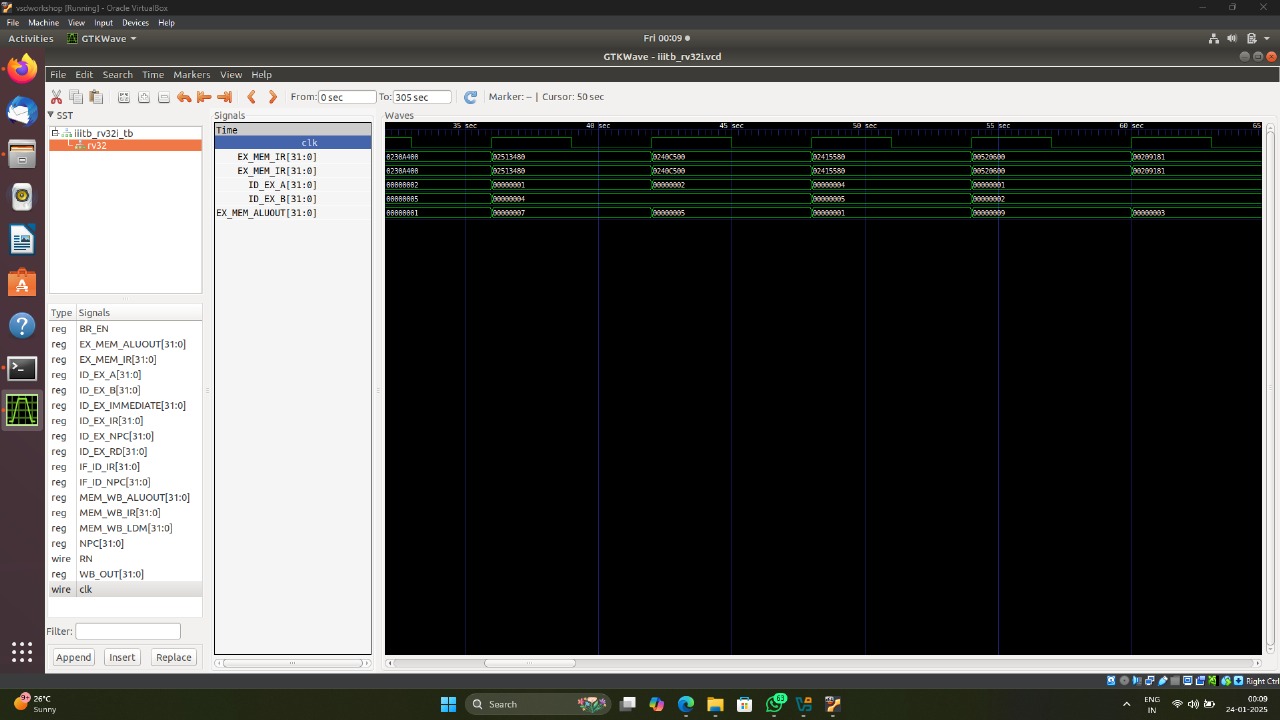 vsdworkshop [Running] - Oracle VirtualBox
File Machine View Input Devices Help
Activities GTKWave Fri 00:09
GTKWave - iiitb_rv32i.vcd
File Edit Search Time Markers View Help
From: 0 sec To: 305 sec Marker: -- | Cursor: 50 sec
SST
iiitb_rv32i_tb
rv32
Type Signals
reg BR_EN
reg EX_MEM_ALUOUT[31:0]
reg EX_MEM_IR[31:0]
reg ID_EX_A[31:0]
reg ID_EX_B[31:0]
reg ID_EX_IMMEDIATE[31:0]
reg ID_EX_IR[31:0]
reg ID_EX_NPC[31:0]
reg ID_EX_RD[31:0]
reg IF_ID_IR[31:0]
reg IF_ID_NPC[31:0]
reg MEM_WB_ALUOUT[31:0]
reg MEM_WB_IR[31:0]
reg MEM_WB_LDM[31:0]
reg NPC[31:0]
wire RN
reg WB_OUT[31:0]
wire clk
Filter:
Append Insert Replace
Signals
Time
clk
EX_MEM_IR[31:0]
EX_MEM_IR[31:0]
ID_EX_A[31:0]
ID_EX_B[31:0]
EX_MEM_ALUOUT[31:0]
Waves
35 sec 40 sec 45 sec 50 sec 55 sec 60 sec 65
0230A400 02513480 0240C500 02415580 00520600 00209181
0230A400 02513480 0240C500 02415580 00520600 00209181
00000002 00000001 00000002 00000004 00000001
00000005 00000004 00000005 00000002
00000001 00000007 00000005 00000001 00000009 00000003
Right Ctrl
9+ 26°C
Sunny
Search
63
ENG
IN
00:09
24-01-2025